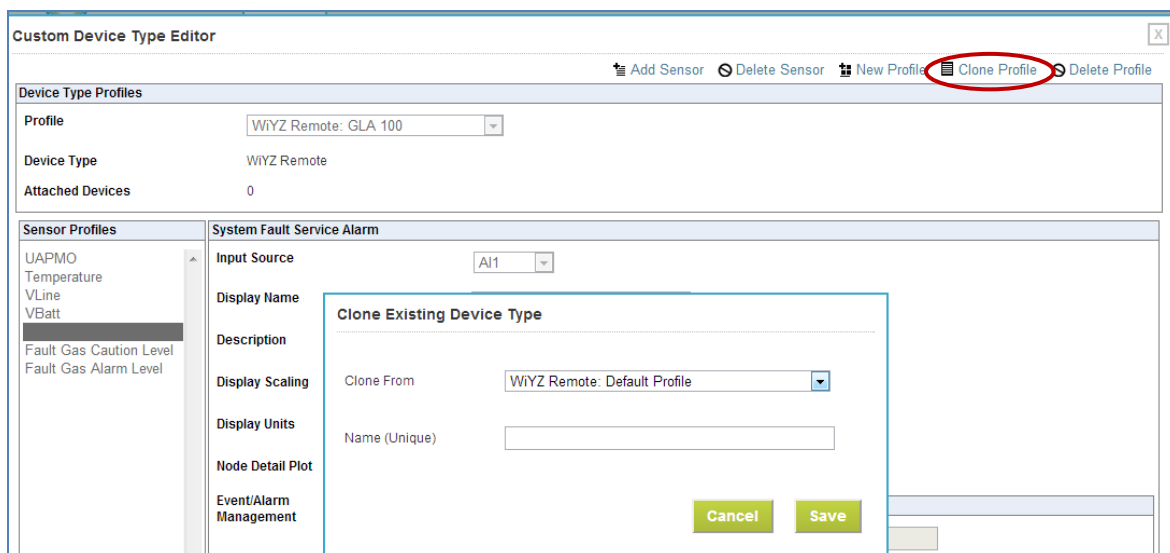 Custom Device Type Editor
X
Add Sensor Delete Sensor New Profile Clone Profile Delete Profile
Device Type Profiles
Profile WiYZ Remote: GLA 100
Device Type WiYZ Remote
Attached Devices 0
Sensor Profiles
UAPMO
Temperature
VLine
VBatt
Fault Gas Caution Level
Fault Gas Alarm Level
System Fault Service Alarm
Input Source AI1
Display Name
Description
Display Scaling
Display Units
Node Detail Plot
Event/Alarm
Management
Clone Existing Device Type
Clone From WiYZ Remote: Default Profile
Name (Unique)
Cancel Save